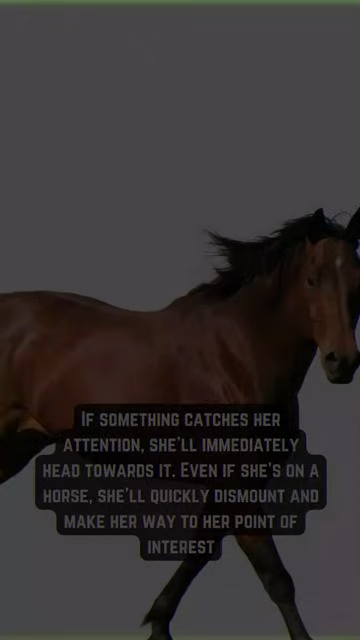 If something catches her
attention, she'll immediately
head towards it. Even if she's on a
horse, she'll quickly dismount and
make her way to her point of
interest